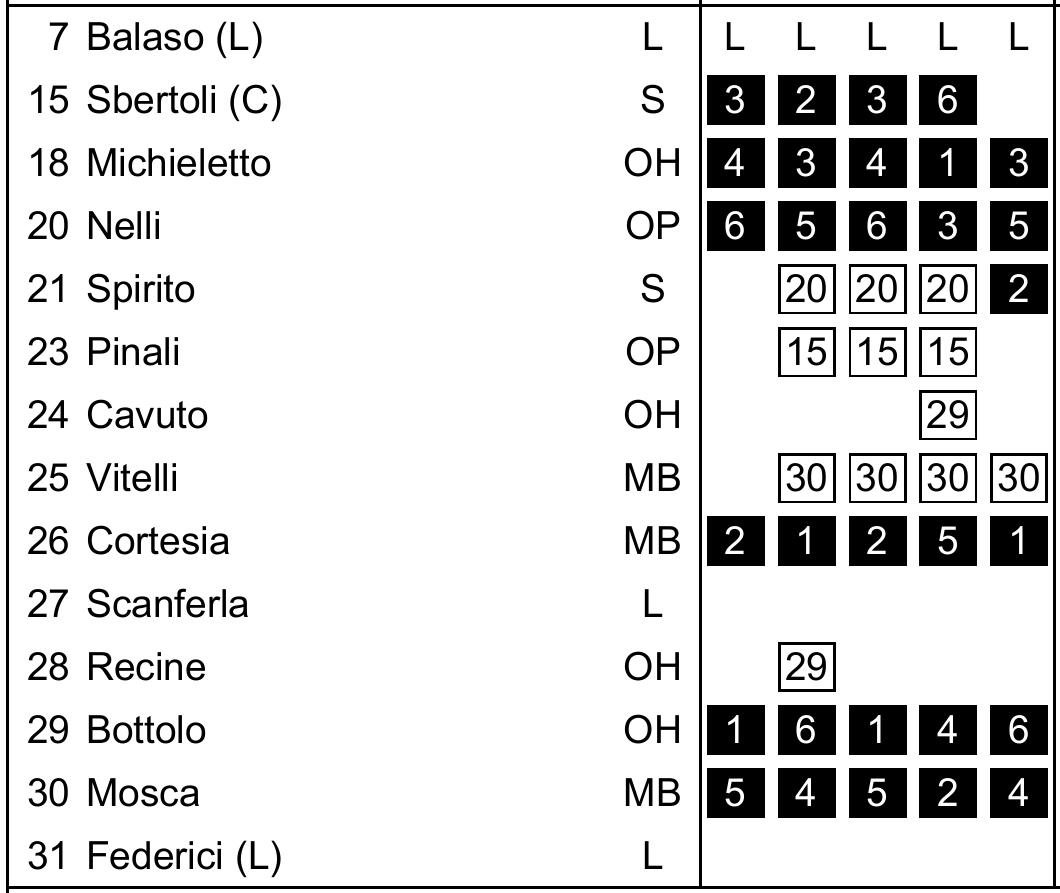 7 Balaso (L) L L L L L L
15 Sbertoli (C) S 3 2 3 6
18 Michieletto OH 4 3 4 1 3
20 Nelli OP 6 5 6 3 5
21 Spirito S 20 20 20 2
23 Pinali OP 15 15 15
24 Cavuto OH 29
25 Vitelli MB 30 30 30 30
26 Cortesia MB 2 1 2 5 1
27 Scanferla L
28 Recine OH 29
29 Bottolo OH 1 6 1 4 6
30 Mosca MB 5 4 5 2 4
31 Federici (L) L